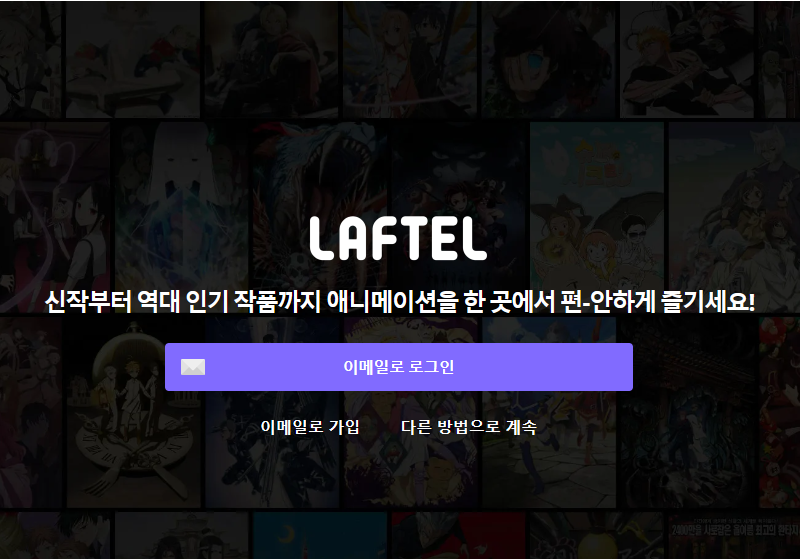 LAFTEL
신작부터 역대 인기 작품까지 애니메이션을 한 곳에서 편-안하게 즐기세요!
이메일로 로그인
이메일로 가입
다른 방법으로 계속